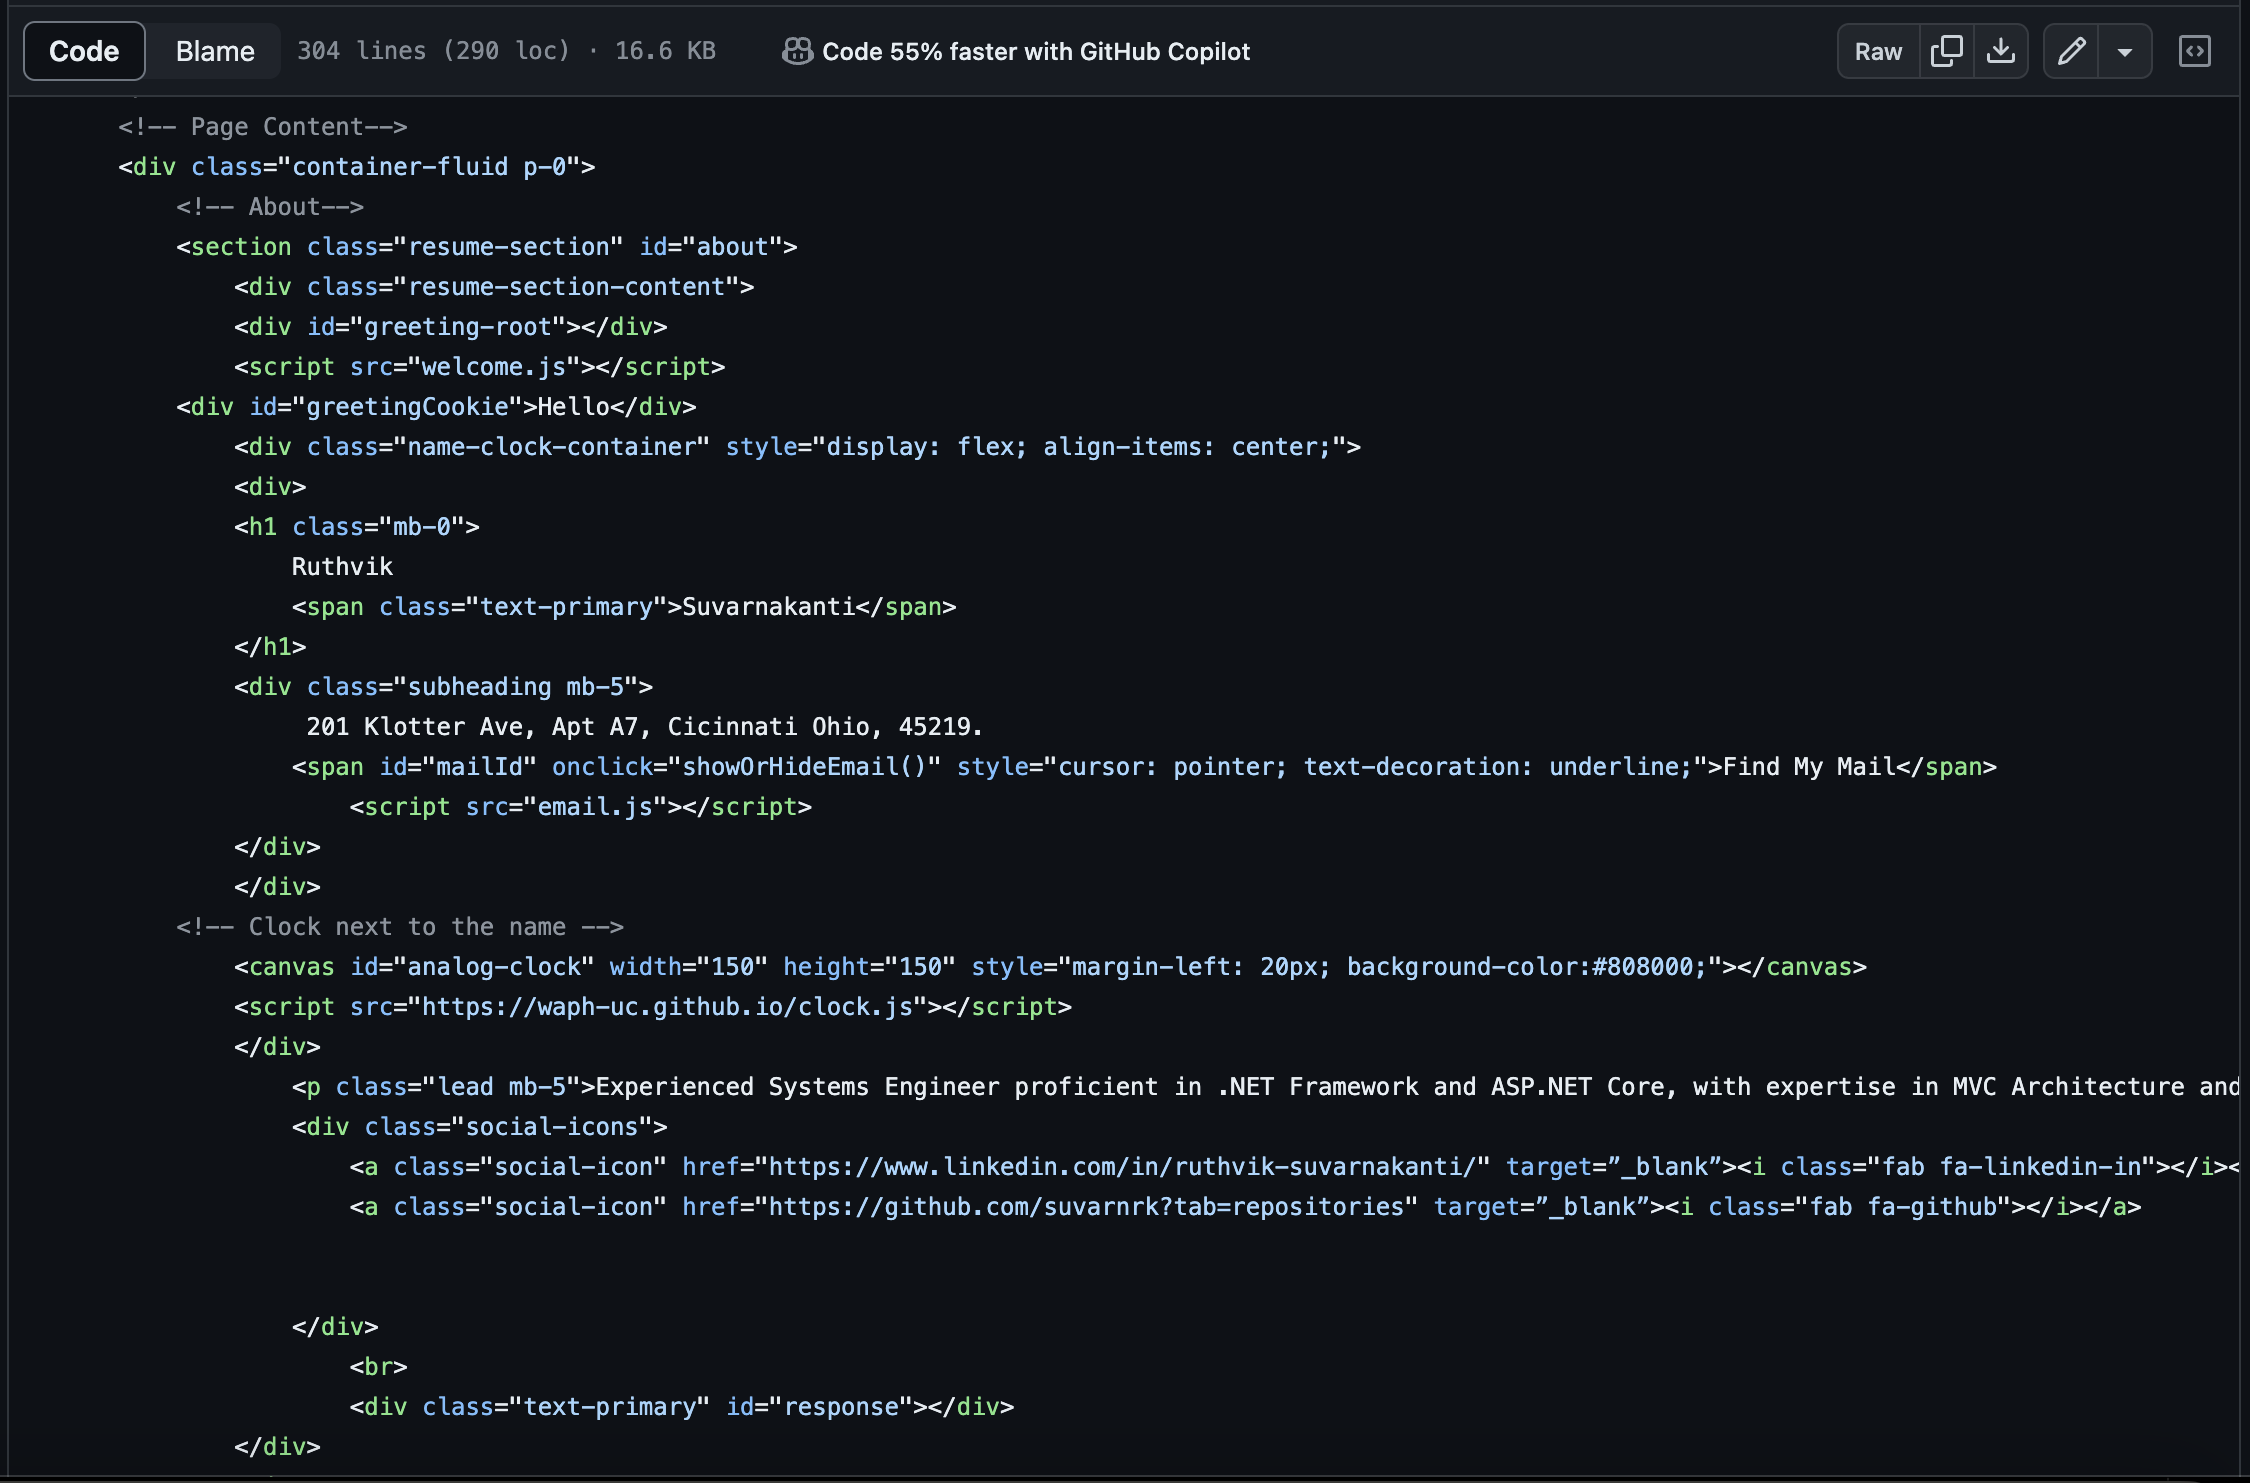 Code Blame 304 lines (290 loc) · 16.6 KB Code 55% faster with GitHub Copilot Raw
<!-- Page Content-->
<div class="container-fluid p-0">
<!-- About-->
<section class="resume-section" id="about">
<div class="resume-section-content">
<div id="greeting-root"></div>
<script src="welcome.js"></script>
<div id="greetingCookie">Hello</div>
<div class="name-clock-container" style="display: flex; align-items: center;">
<div>
<h1 class="mb-0">
Ruthvik
<span class="text-primary">Suvarnakanti</span>
</h1>
<div class="subheading mb-5">
201 Klotter Ave, Apt A7, Cicinnati Ohio, 45219.
<span id="mailId" onclick="showOrHideEmail()" style="cursor: pointer; text-decoration: underline;">Find My Mail</span>
<script src="email.js"></script>
</div>
</div>
<!-- Clock next to the name -->
<canvas id="analog-clock" width="150" height="150" style="margin-left: 20px; background-color:#808000;"></canvas>
<script src="https://waph-uc.github.io/clock.js"></script>
</div>
<p class="lead mb-5">Experienced Systems Engineer proficient in .NET Framework and ASP.NET Core, with expertise in MVC Architecture and
<div class="social-icons">
<a class="social-icon" href="https://www.linkedin.com/in/ruthvik-suvarnakanti/" target=”_blank”><i class="fab fa-linkedin-in"></i><
<a class="social-icon" href="https://github.com/suvarnrk?tab=repositories" target=”_blank”><i class="fab fa-github"></i></a>
</div>
<br>
<div class="text-primary" id="response"></div>
</div>